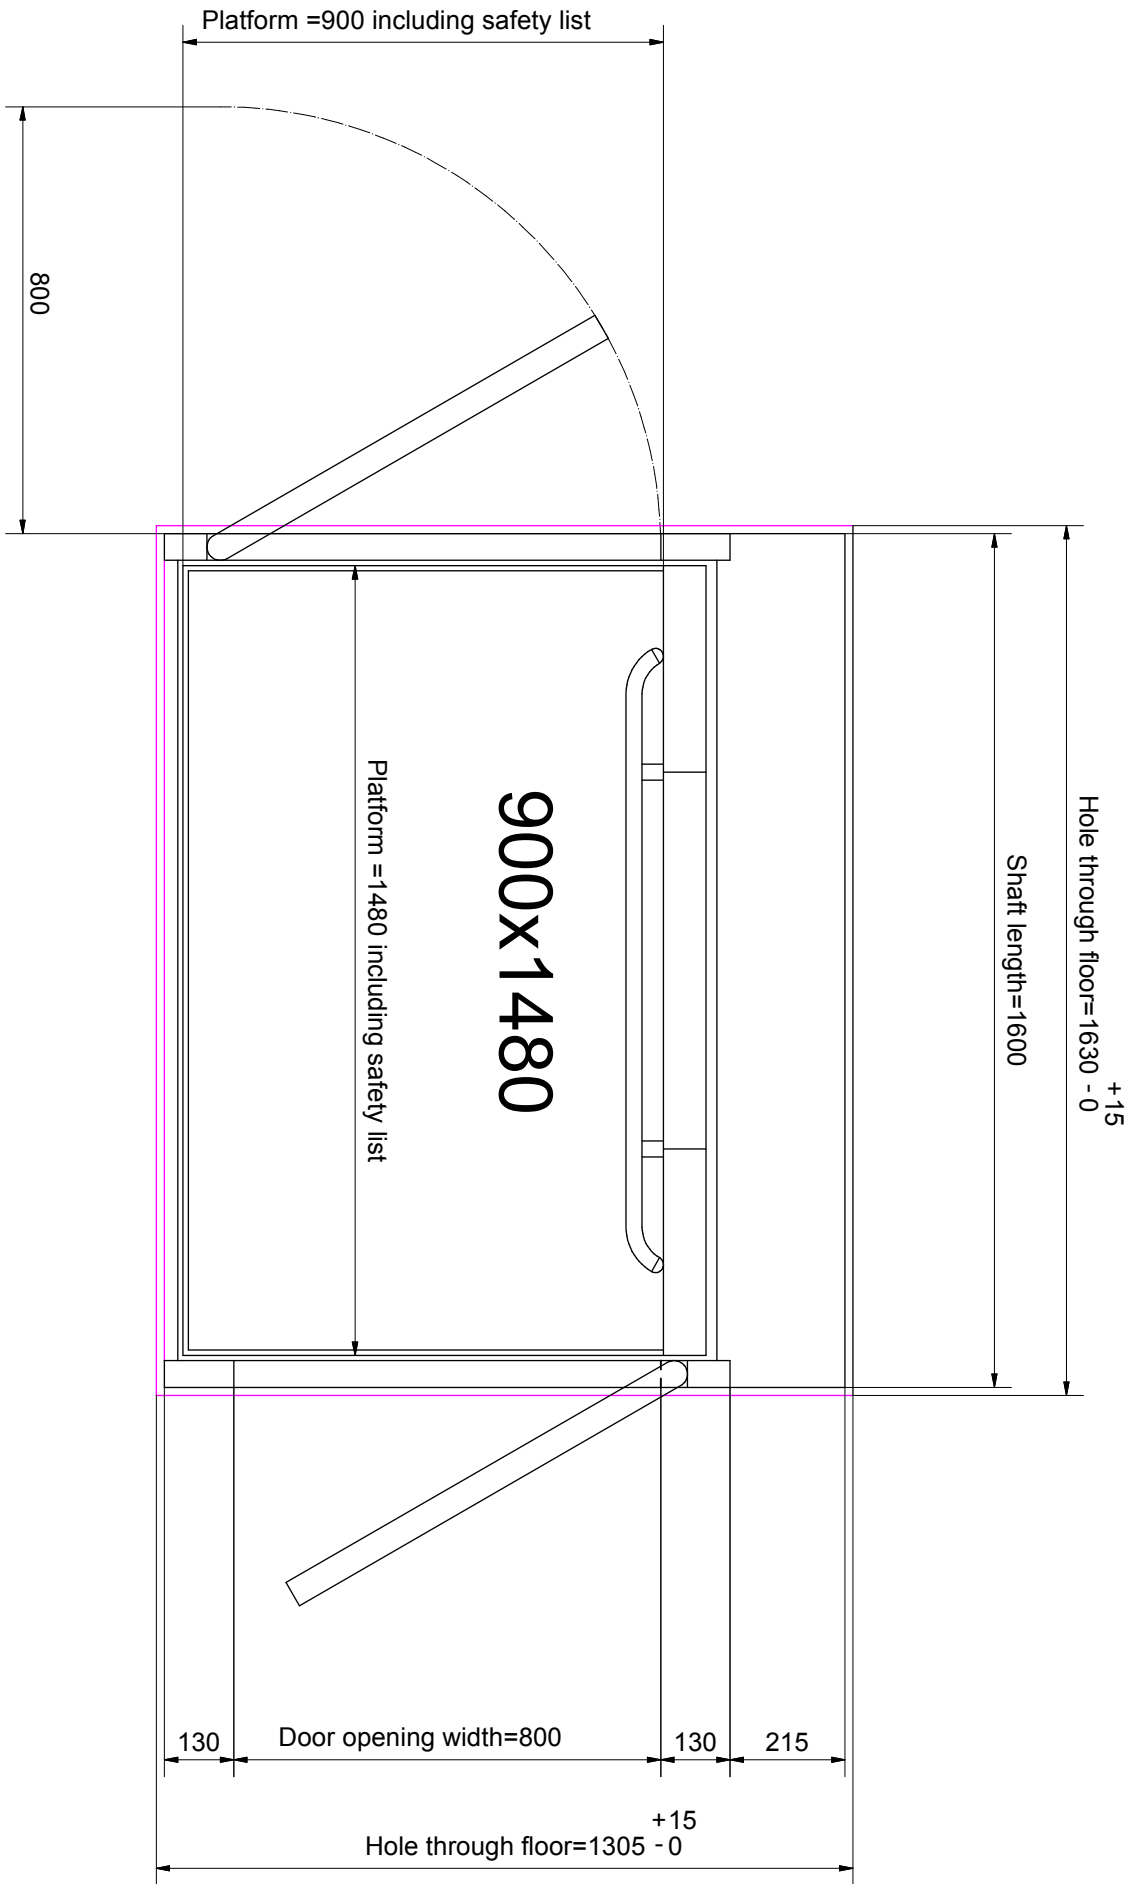 Platform =900 including safety list
800
Hole through floor=1630 +15 -0
Shaft length=1600
Platform =1480 including safety list
900x1480
130
Door opening width=800
130
215
Hole through floor=1305 +15 -0